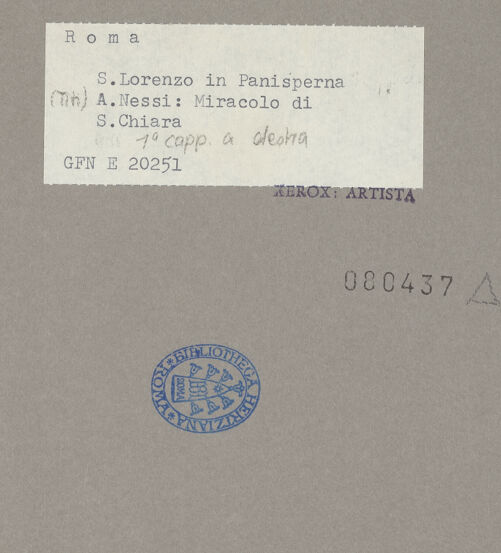 Roma
S.Lorenzo in Panisperna
A.Nessi: Miracolo di
S.Chiara
1ª capp. a destra
GFN E 20251
XEROX: ARTISTA
080437
*BIBLIOTHECA HERTZIANA*ROMA
ROMA